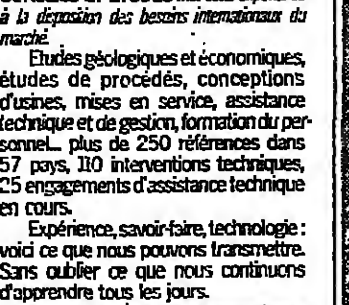 à la disposition des besoins internationaux du
marché.
Etudes géologiques et économiques,
études de procédés, conceptions
d'usines, mises en service, assistance
technique et de gestion, formation du per-
sonnel... plus de 250 références dans
57 pays, 110 interventions techniques,
25 engagements d'assistance technique
en cours.
Expérience, savoir-faire, technologie :
voici ce que nous pouvons transmettre.
Sans oublier ce que nous continuons
d'apprendre tous les jours.